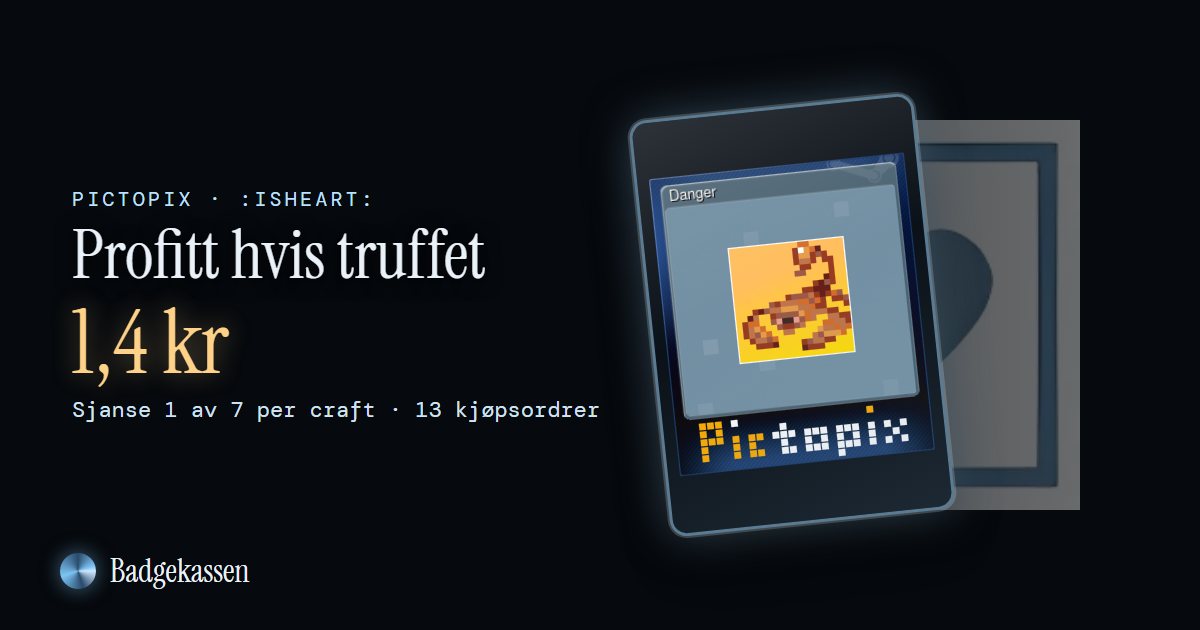 PICTOPIX · :ISHEART:
Profitt hvis truffet
1,4 kr
Sjanse 1 av 7 per craft · 13 kjøpsordrer
Danger
Pictopix
Badgekassen